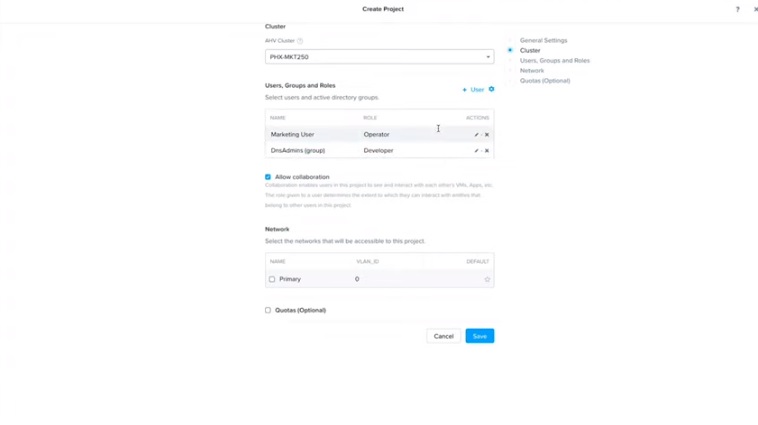 Create Project
?
Cluster
AHV Cluster ?
PHX-MKT250
Users, Groups and Roles
+ User
Select users and active directory groups.
NAME ROLE ACTIONS
Marketing User Operator
DnsAdmins (group) Developer
Allow collaboration
Collaboration enables users in this project to see and interact with each other's VMs, Apps, etc.
The role given to a user determines the extent to which they can interact with entities that
belong to other users in this project
Network
Select the networks that will be accessible to this project.
NAME VLAN_ID DEFAULT
Primary 0
Quotas (Optional)
Cancel Save
General Settings
Cluster
Users, Groups and Roles
Network
Quotas (Optional)